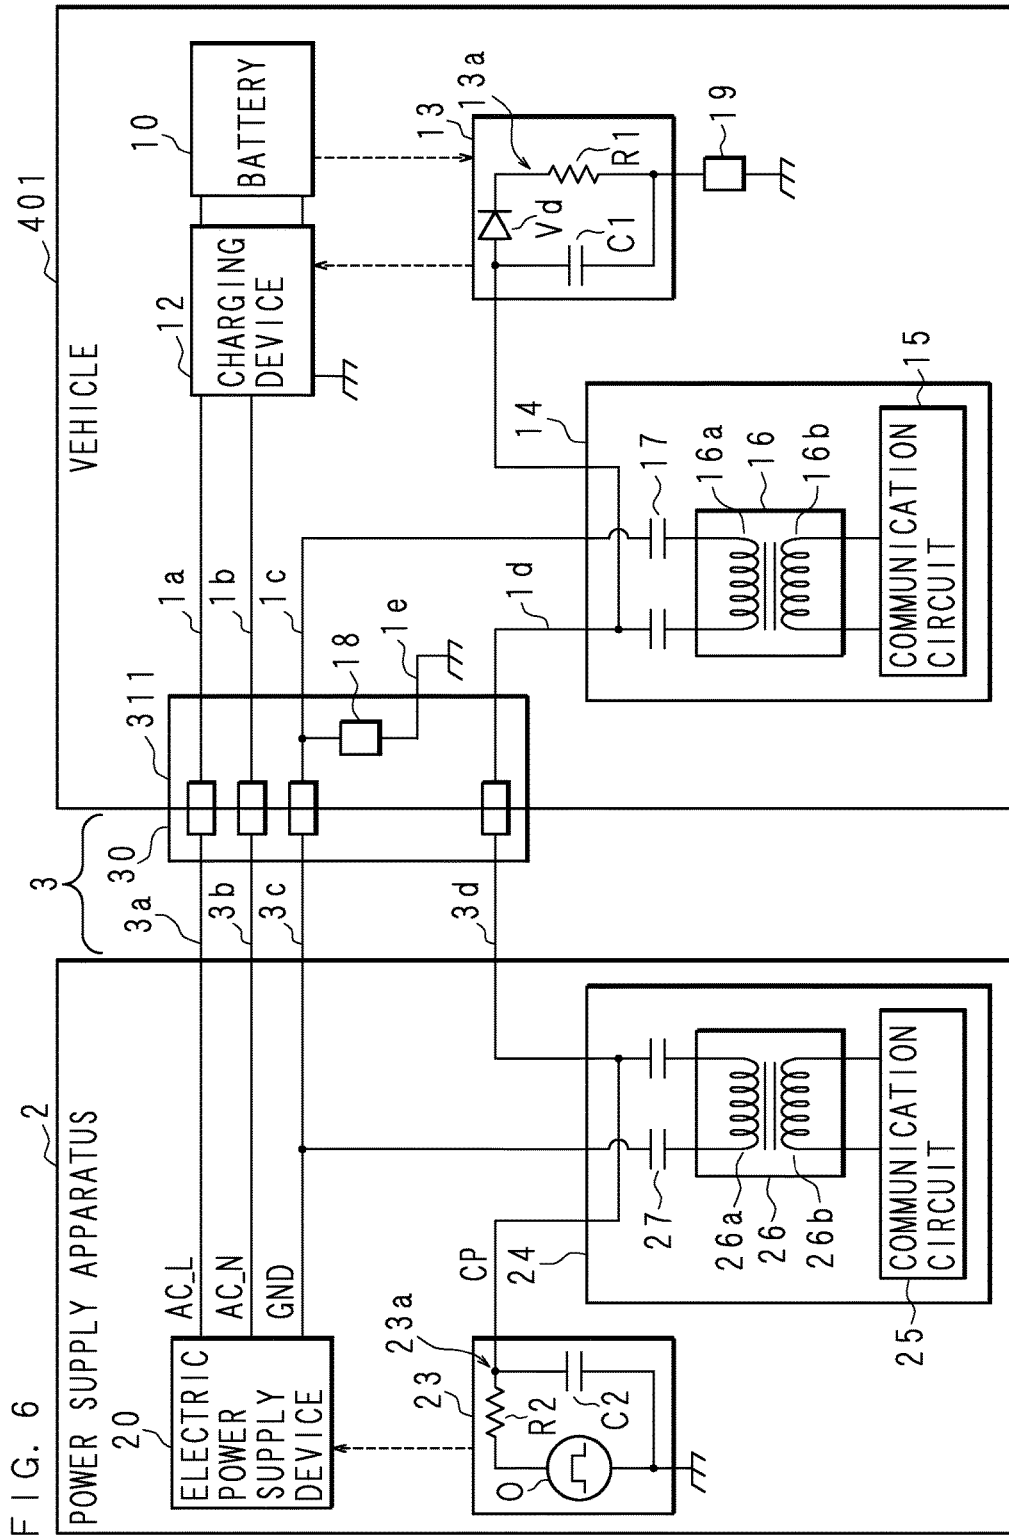 FIG. 6
POWER SUPPLY APPARATUS
2
3
VEHICLE
401
20
ELECTRIC
POWER
SUPPLY
DEVICE
AC_L
AC_N
GND
3a
3b
3c
3d
30
311
1a
1b
1c
1d
1e
18
12
CHARGING
DEVICE
10
BATTERY
23
23a
R2
C2
O
CP
24
27
26a
26
26b
25
COMMUNICATION
CIRCUIT
14
17
16a
16
16b
15
COMMUNICATION
CIRCUIT
13
13a
Vd
R1
C1
19